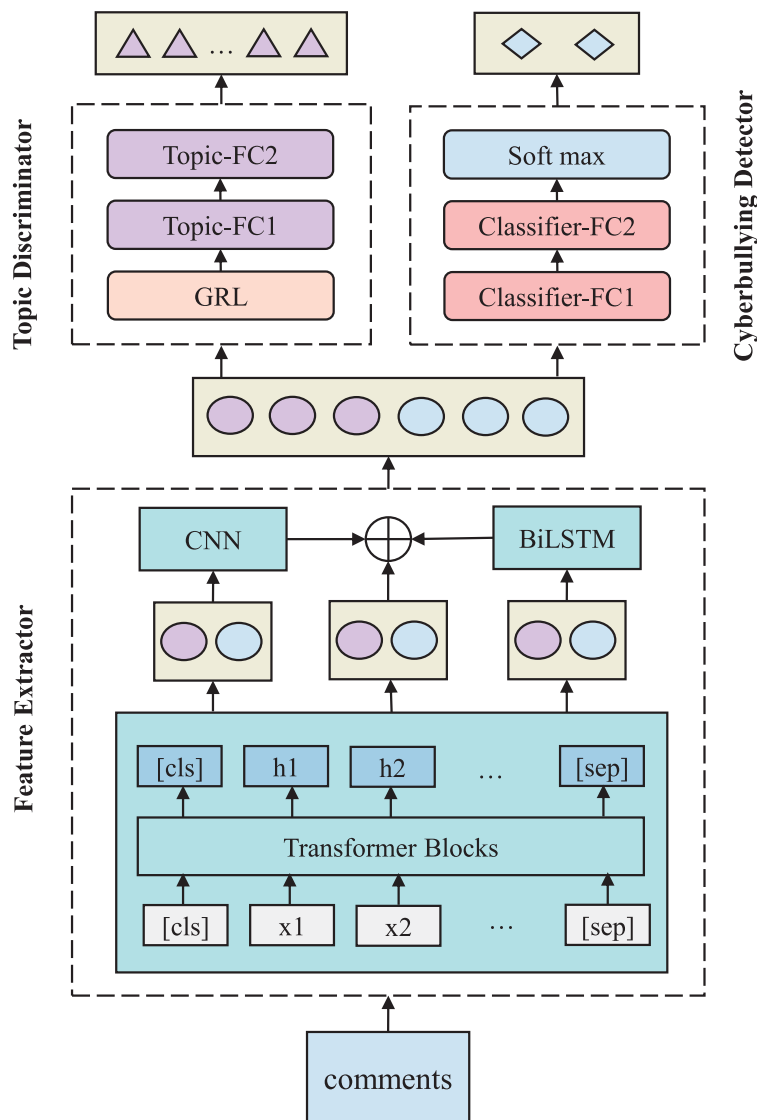 …
Topic Discriminator
Topic-FC2
Topic-FC1
GRL
Cyberbullying Detector
Soft max
Classifier-FC2
Classifier-FC1
Feature Extractor
CNN
BiLSTM
[cls] h1 h2 … [sep]
Transformer Blocks
[cls] x1 x2 … [sep]
comments